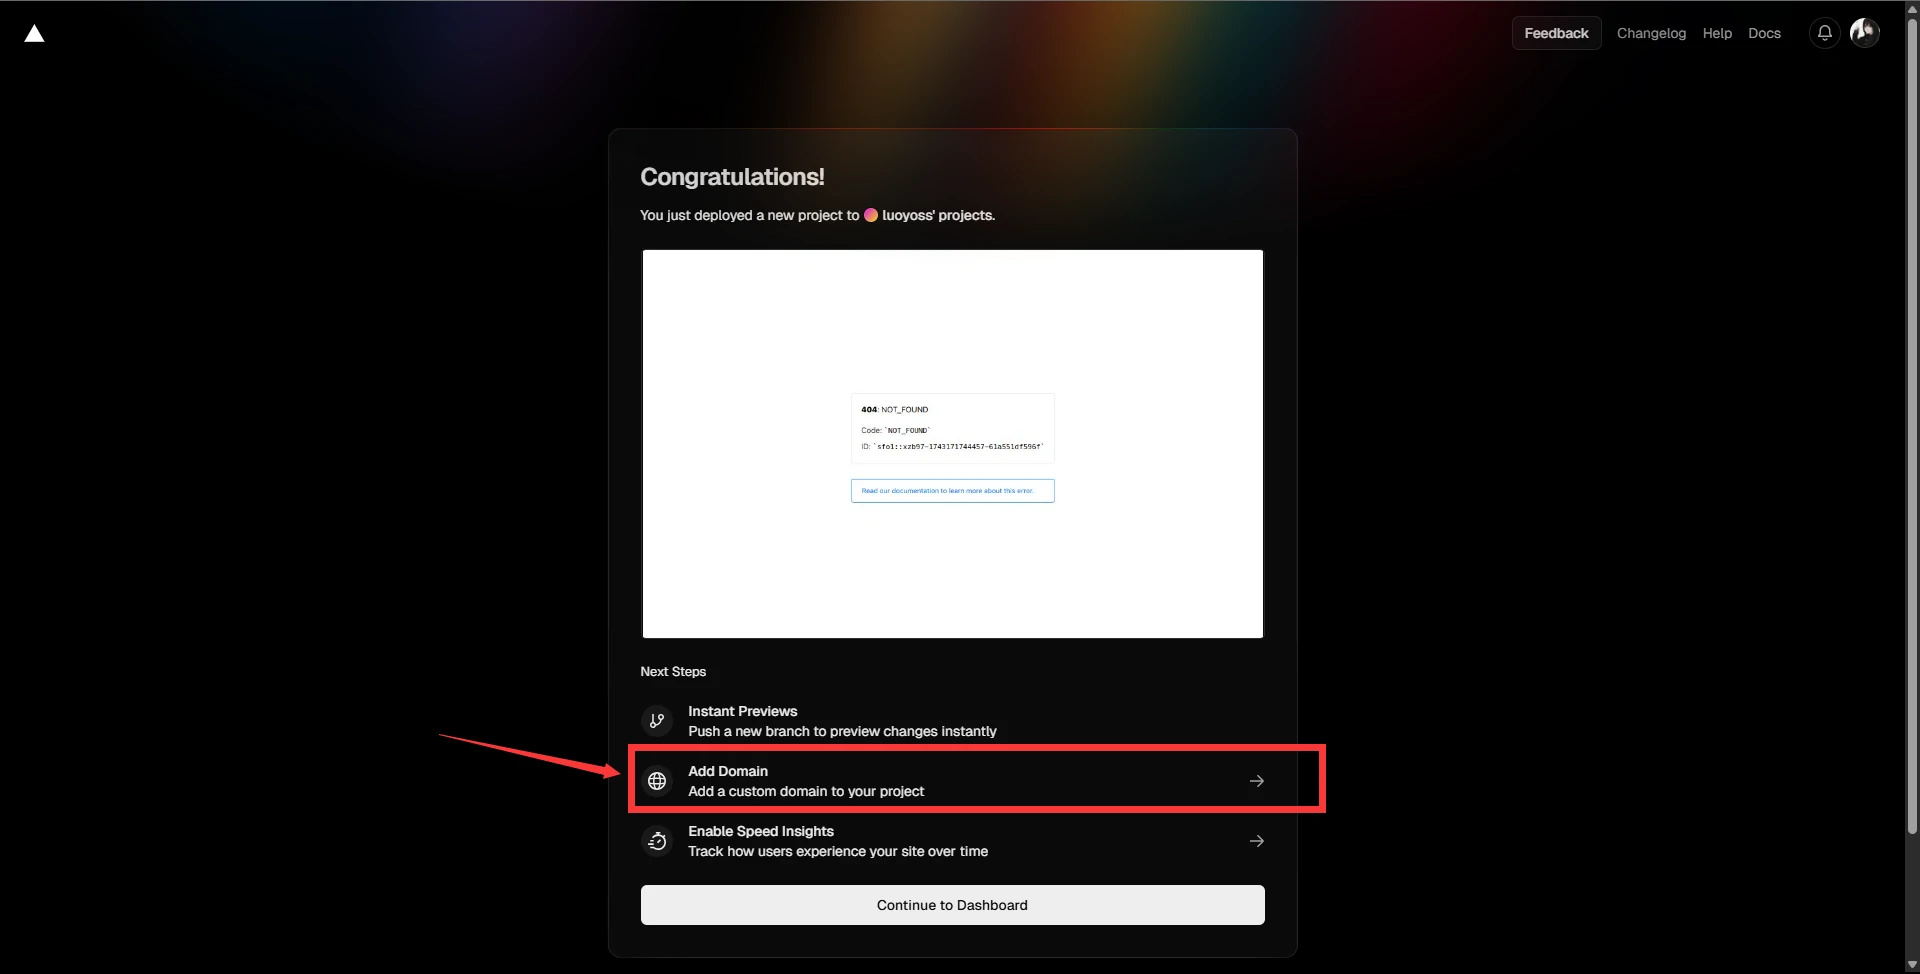 Feedback
Changelog
Help
Docs
Congratulations!
You just deployed a new project to luoyoss' projects.
404: NOT_FOUND
Code: `NOT_FOUND`
ID: `sfo1::xzb97-1743171744457-61a551df596f`
Read our documentation to learn more about this error.
Next Steps
Instant Previews
Push a new branch to preview changes instantly
Add Domain
Add a custom domain to your project
Enable Speed Insights
Track how users experience your site over time
Continue to Dashboard